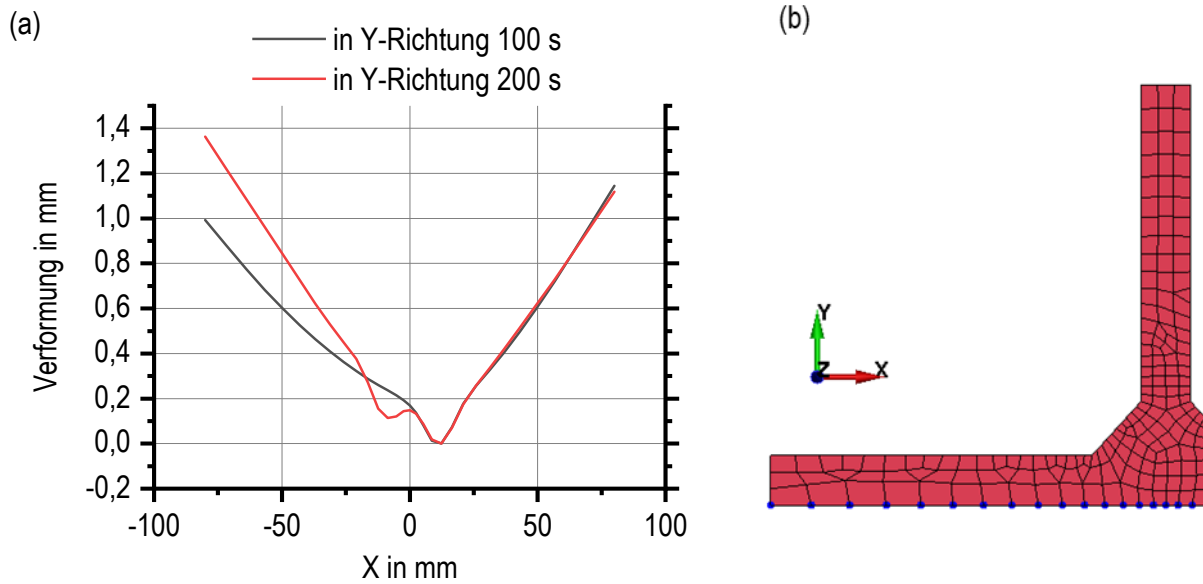 (a)
in Y-Richtung 100 s
in Y-Richtung 200 s
1,4
1,2
1,0
0,8
0,6
0,4
0,2
0,0
-0,2
Verformung in mm
-100
-50
0
50
100
X in mm
(b)
Y
Z
X